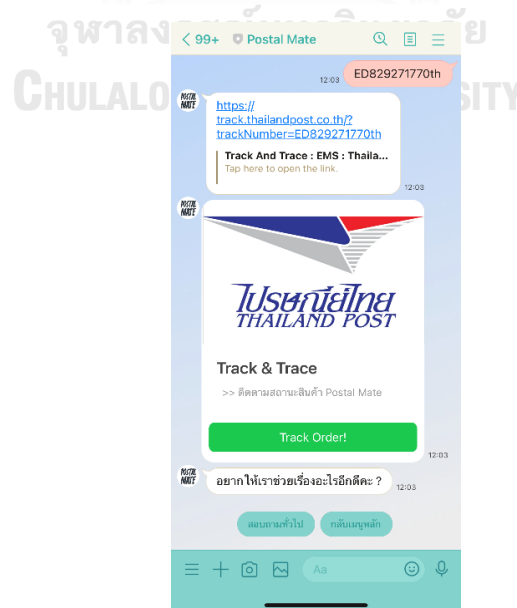 จุฬาลงกรณ์มหาวิทยาลัย
99+ Postal Mate
12:03 ED829271770th
CHULALO SITY
POSTAL
MATE
https://
track.thailandpost.co.th/?
trackNumber=ED829271770th
Track And Trace : EMS : Thaila...
Tap here to open the link.
12:03
POSTAL
MATE
ไปรษณีย์ไทย
THAILAND POST
Track & Trace
>> ติดตามสถานะสินค้า Postal Mate
Track Order!
12:03
POSTAL
MATE
อยากให้เราช่วยเรื่องอะไรอีกดีคะ ?
12:03
สอบถามทั่วไป
กลับเมนูหลัก
Aa